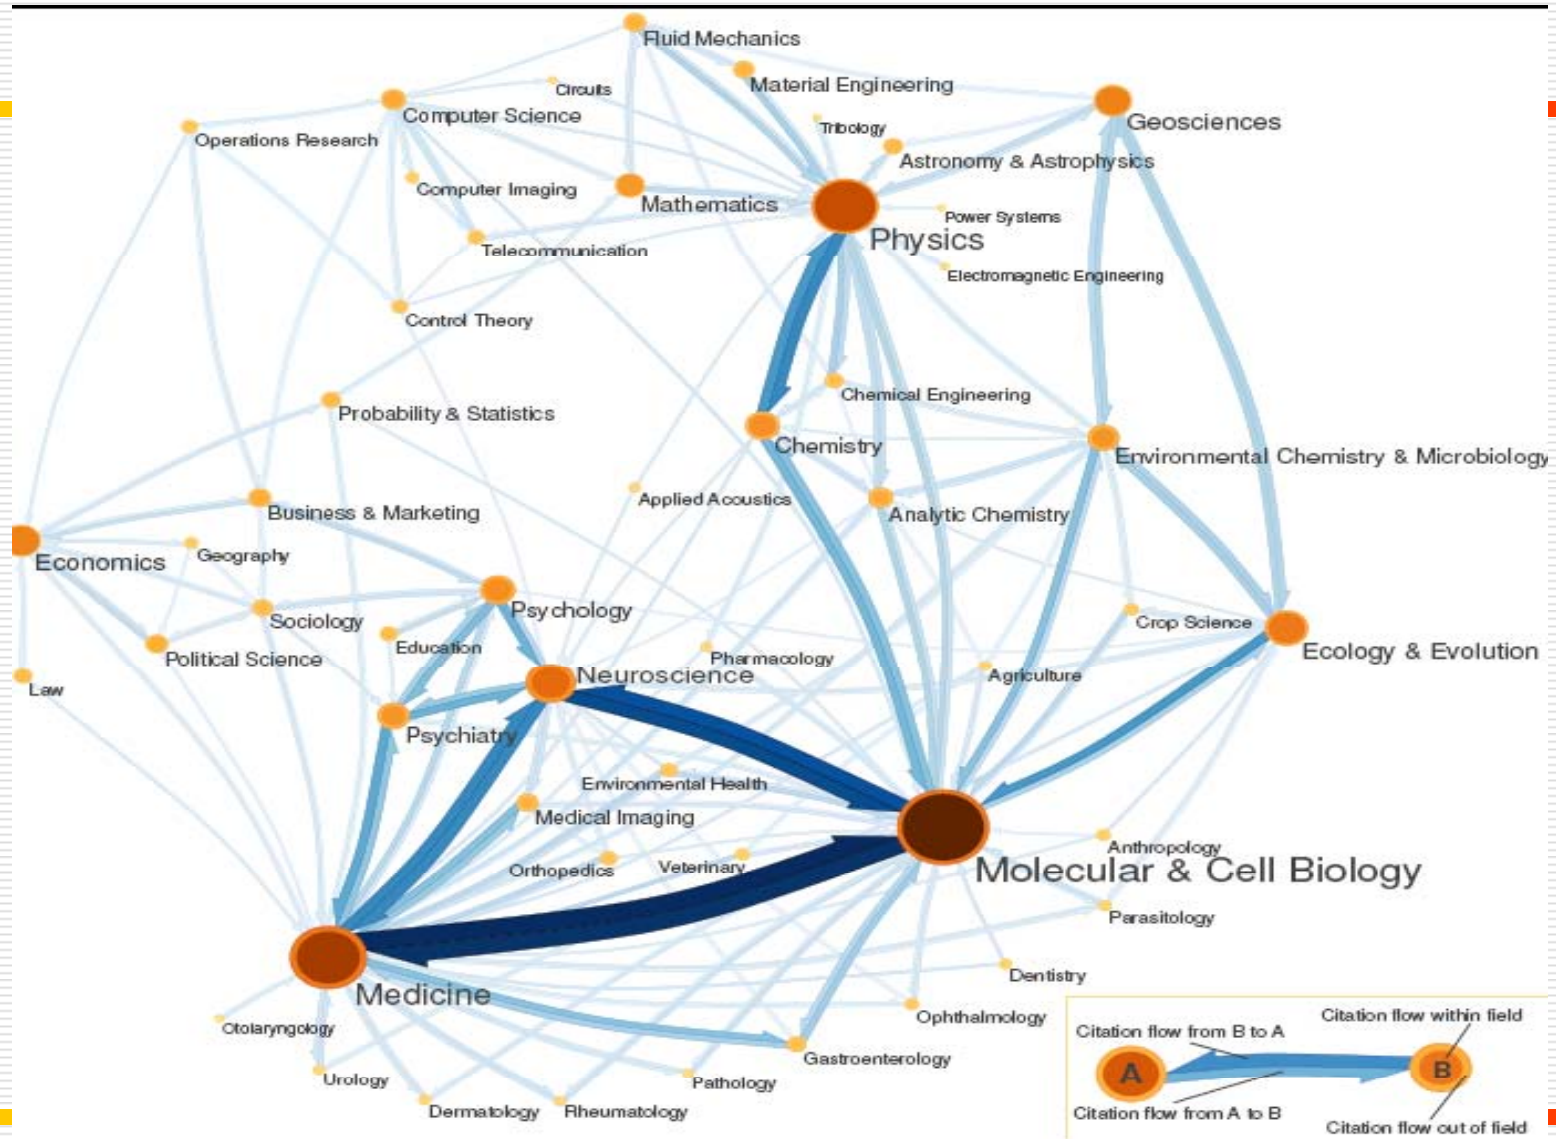 Fluid Mechanics
Circuits
Material Engineering
Computer Science
Geosciences
Tribology
Operations Research
Astronomy & Astrophysics
Computer Imaging
Mathematics
Power Systems
Physics
Telecommunication
Electromagnetic Engineering
Control Theory
Chemical Engineering
Probability & Statistics
Chemistry
Environmental Chemistry & Microbiology
Applied Acoustics
Business & Marketing
Analytic Chemistry
Geography
Economics
Psychology
Sociology
Crop Science
Education
Ecology & Evolution
Political Science
Pharmacology
Neuroscience
Agriculture
Law
Psychiatry
Environmental Health
Medical Imaging
Anthropology
Orthopedics
Veterinary
Molecular & Cell Biology
Parasitology
Dentistry
Medicine
Ophthalmology
Otolaryngology
Gastroenterology
Urology
Pathology
Dermatology
Rheumatology
Citation flow within field
Citation flow from B to A
A
B
Citation flow from A to B
Citation flow out of field